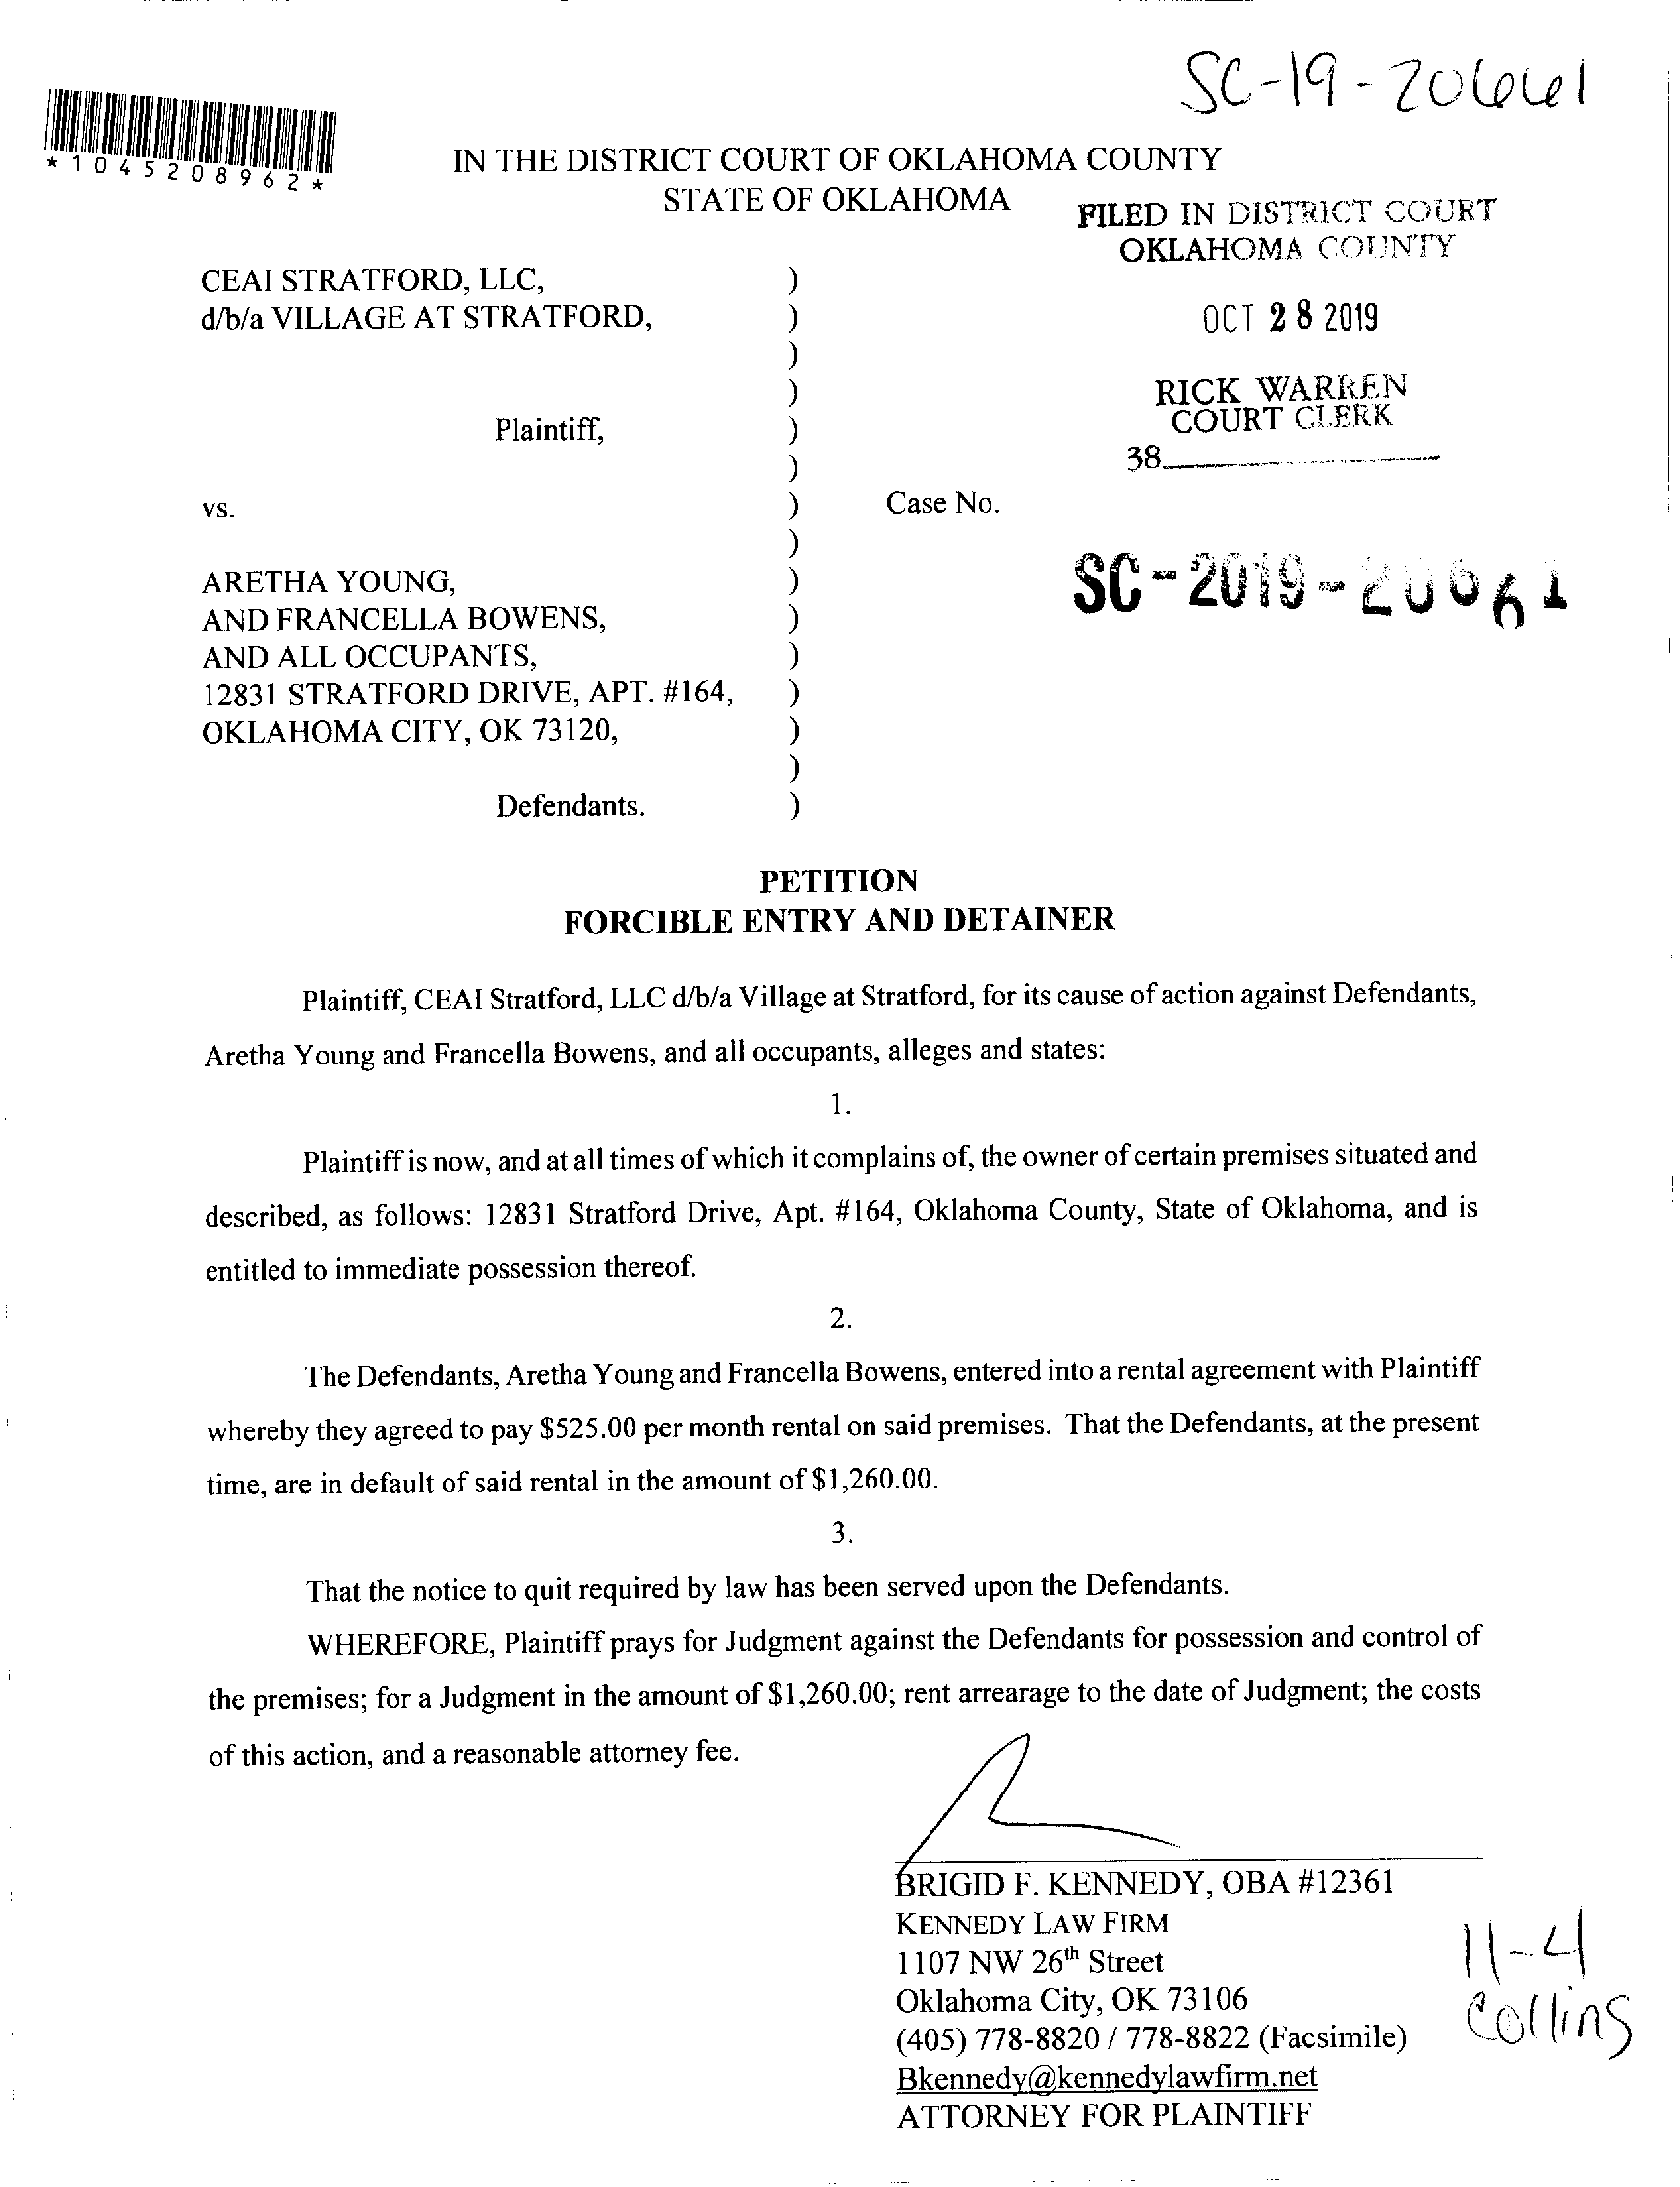 SC-19-20661
*1045208962*
IN THE DISTRICT COURT OF OKLAHOMA COUNTY
STATE OF OKLAHOMA
FILED IN DISTRICT COURT
OKLAHOMA COUNTY
OCT 28 2019
RICK WARREN
COURT CLERK
38
CEAI STRATFORD, LLC, )
d/b/a VILLAGE AT STRATFORD, )
)
)
Plaintiff, )
)
vs. ) Case No.
)
SC-2019-20661
ARETHA YOUNG, )
AND FRANCELLA BOWENS, )
AND ALL OCCUPANTS, )
12831 STRATFORD DRIVE, APT. #164, )
OKLAHOMA CITY, OK 73120, )
)
Defendants. )
PETITION
FORCIBLE ENTRY AND DETAINER
Plaintiff, CEAI Stratford, LLC d/b/a Village at Stratford, for its cause of action against Defendants,
Aretha Young and Francella Bowens, and all occupants, alleges and states:
1.
Plaintiff is now, and at all times of which it complains of, the owner of certain premises situated and
described, as follows: 12831 Stratford Drive, Apt. #164, Oklahoma County, State of Oklahoma, and is
entitled to immediate possession thereof.
2.
The Defendants, Aretha Young and Francella Bowens, entered into a rental agreement with Plaintiff
whereby they agreed to pay $525.00 per month rental on said premises. That the Defendants, at the present
time, are in default of said rental in the amount of $1,260.00.
3.
That the notice to quit required by law has been served upon the Defendants.
WHEREFORE, Plaintiff prays for Judgment against the Defendants for possession and control of
the premises; for a Judgment in the amount of $1,260.00; rent arrearage to the date of Judgment; the costs
of this action, and a reasonable attorney fee.
BRIGID F. KENNEDY, OBA #12361
KENNEDY LAW FIRM
1107 NW 26th Street
Oklahoma City, OK 73106
(405) 778-8820 / 778-8822 (Facsimile)
Bkennedy@kennedylawfirm.net
ATTORNEY FOR PLAINTIFF
11-4
Collins